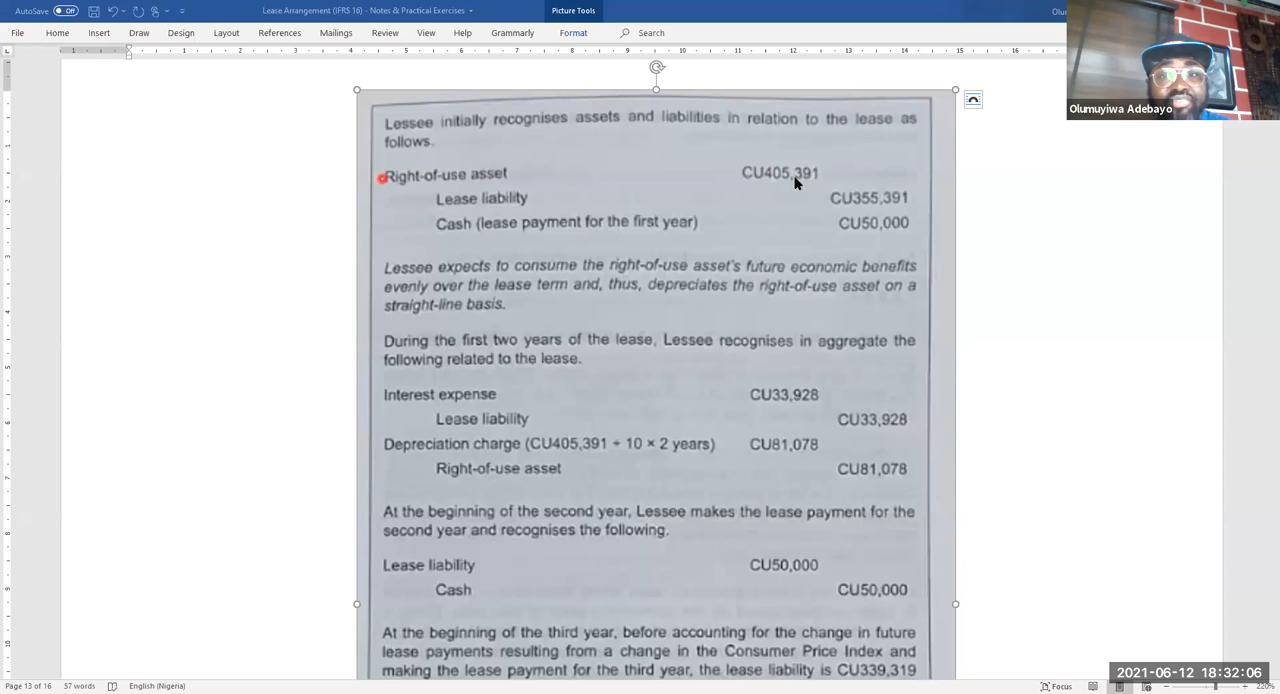 AutoSave Off
Lease Arrangement (IFRS 16) - Notes & Practical Exercises
Picture Tools
File Home Insert Draw Design Layout References Mailings Review View Help Grammarly Format Search
Olumuyiwa Adebayo
Lessee initially recognises assets and liabilities in relation to the lease as
follows.
Right-of-use asset CU405,391
Lease liability CU355,391
Cash (lease payment for the first year) CU50,000
Lessee expects to consume the right-of-use asset's future economic benefits
evenly over the lease term and, thus, depreciates the right-of-use asset on a
straight-line basis.
During the first two years of the lease, Lessee recognises in aggregate the
following related to the lease.
Interest expense CU33,928
Lease liability CU33,928
Depreciation charge (CU405,391 ÷ 10 × 2 years) CU81,078
Right-of-use asset CU81,078
At the beginning of the second year, Lessee makes the lease payment for the
second year and recognises the following.
Lease liability CU50,000
Cash CU50,000
At the beginning of the third year, before accounting for the change in future
lease payments resulting from a change in the Consumer Price Index and
making the lease payment for the third year, the lease liability is CU339,319
2021-06-12 18:32:06
Page 13 of 16 57 words English (Nigeria) Focus 220%